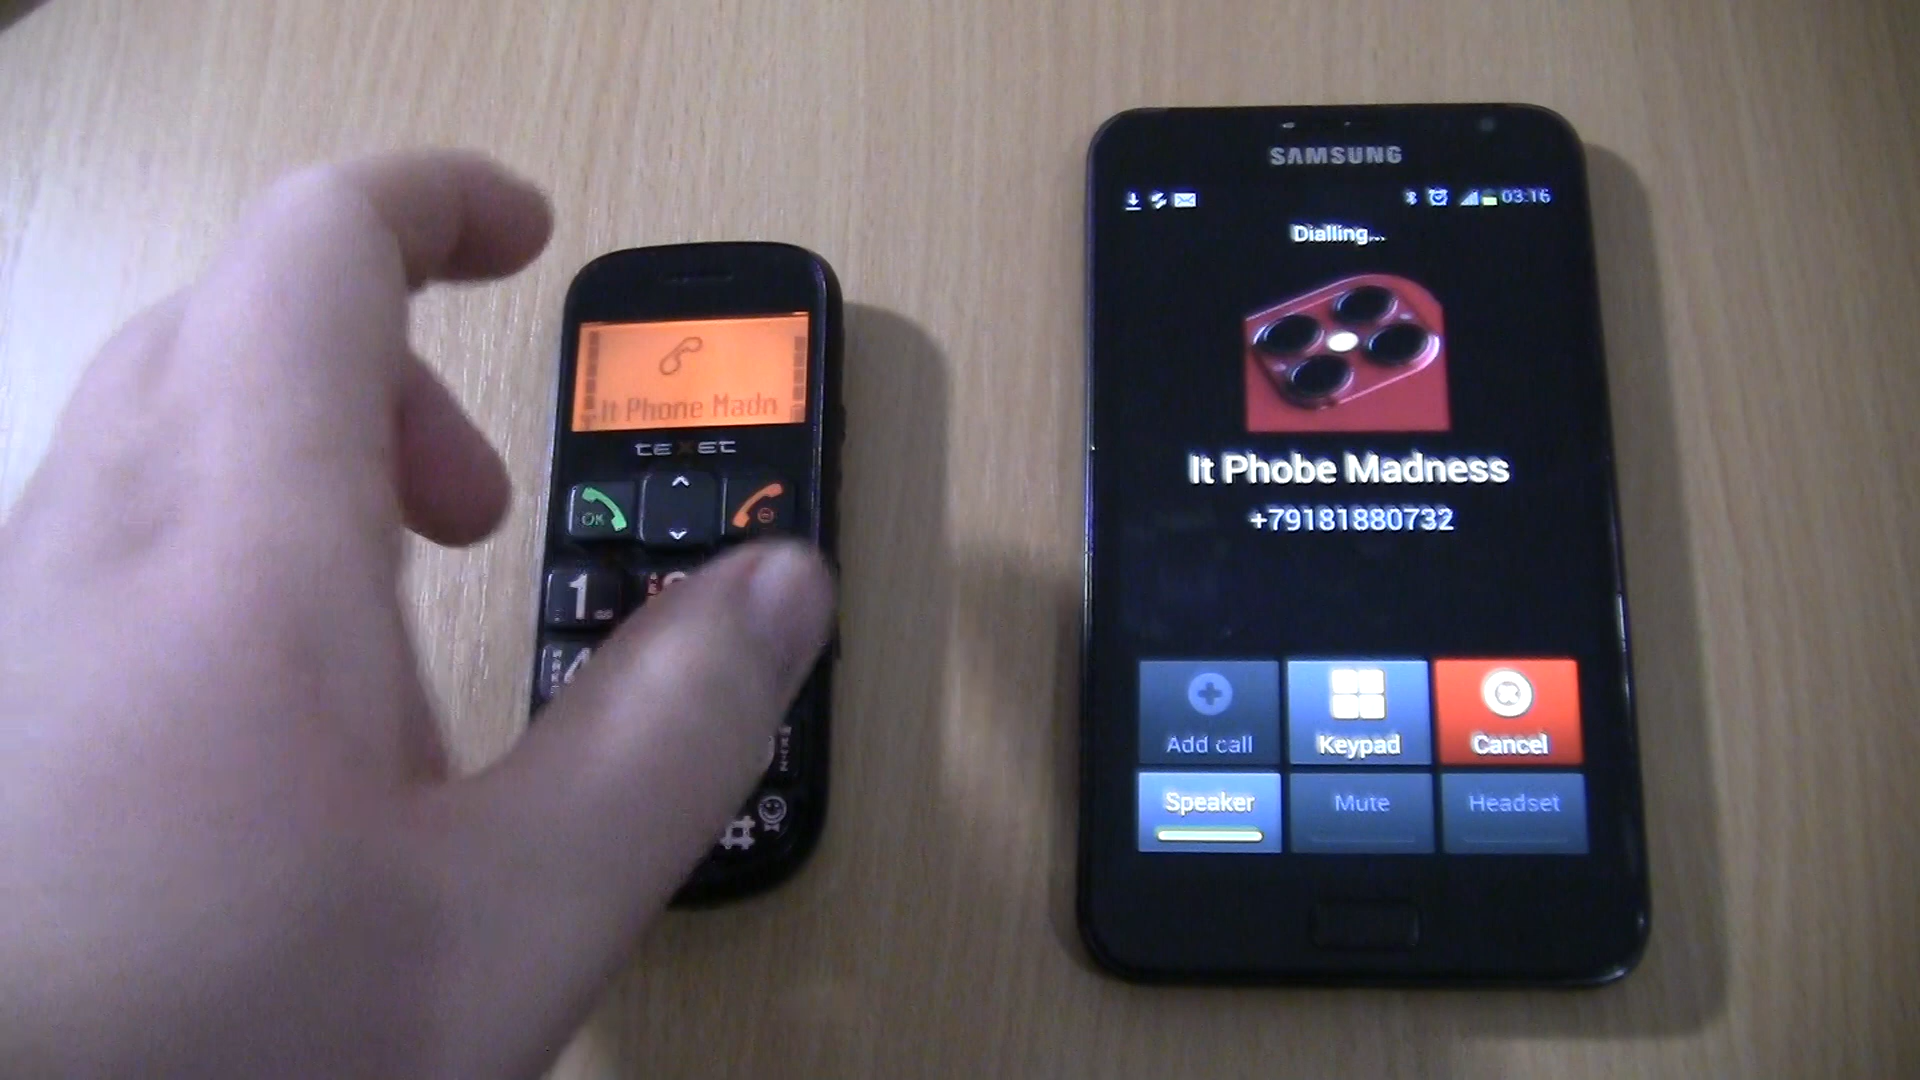 It Phone Madn
teXet
OK
1
4
#
SAMSUNG
03:16
Dialling...
It Phobe Madness
+79181880732
Add call
Keypad
Cancel
Speaker
Mute
Headset